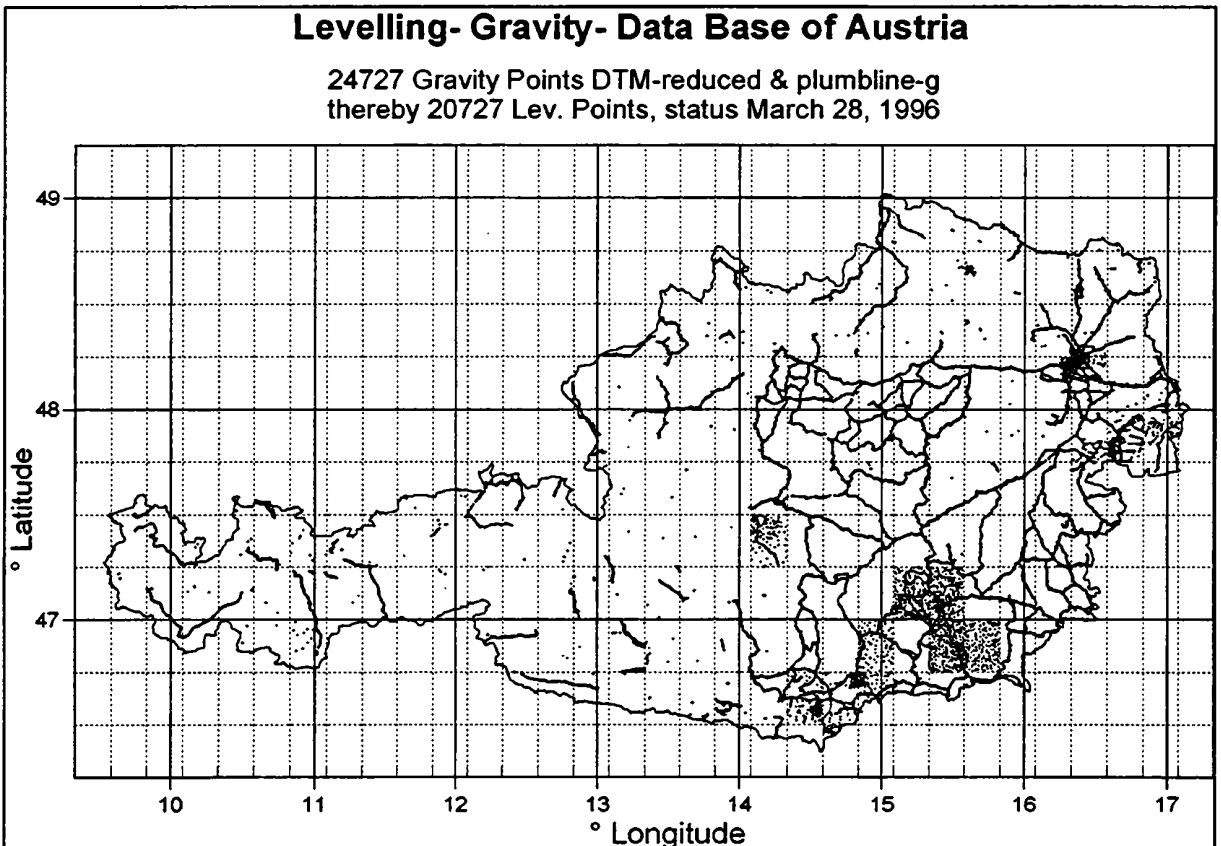 Levelling- Gravity- Data Base of Austria
24727 Gravity Points DTM-reduced & plumbline-g
thereby 20727 Lev. Points, status March 28, 1996
49
48
47
° Latitude
10 11 12 13 14 15 16 17
° Longitude